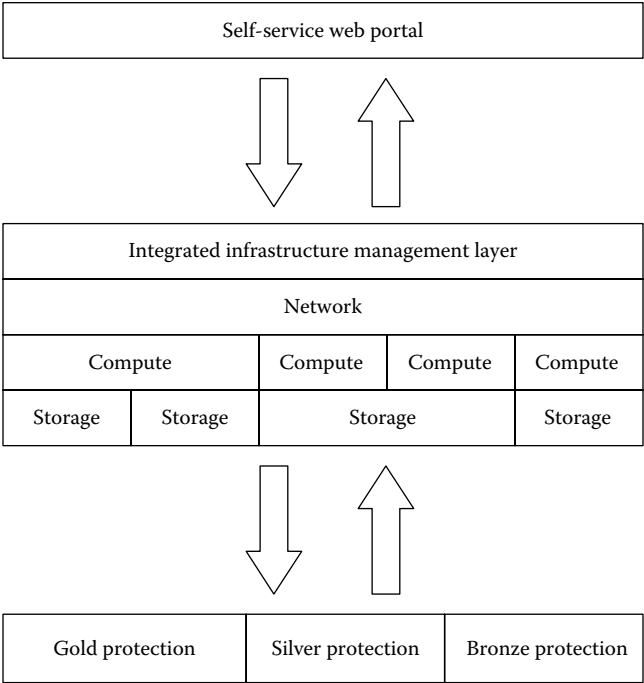 Self-service web portal
Integrated infrastructure management layer
Network
Compute Compute Compute Compute
Storage Storage Storage Storage
Gold protection Silver protection Bronze protection